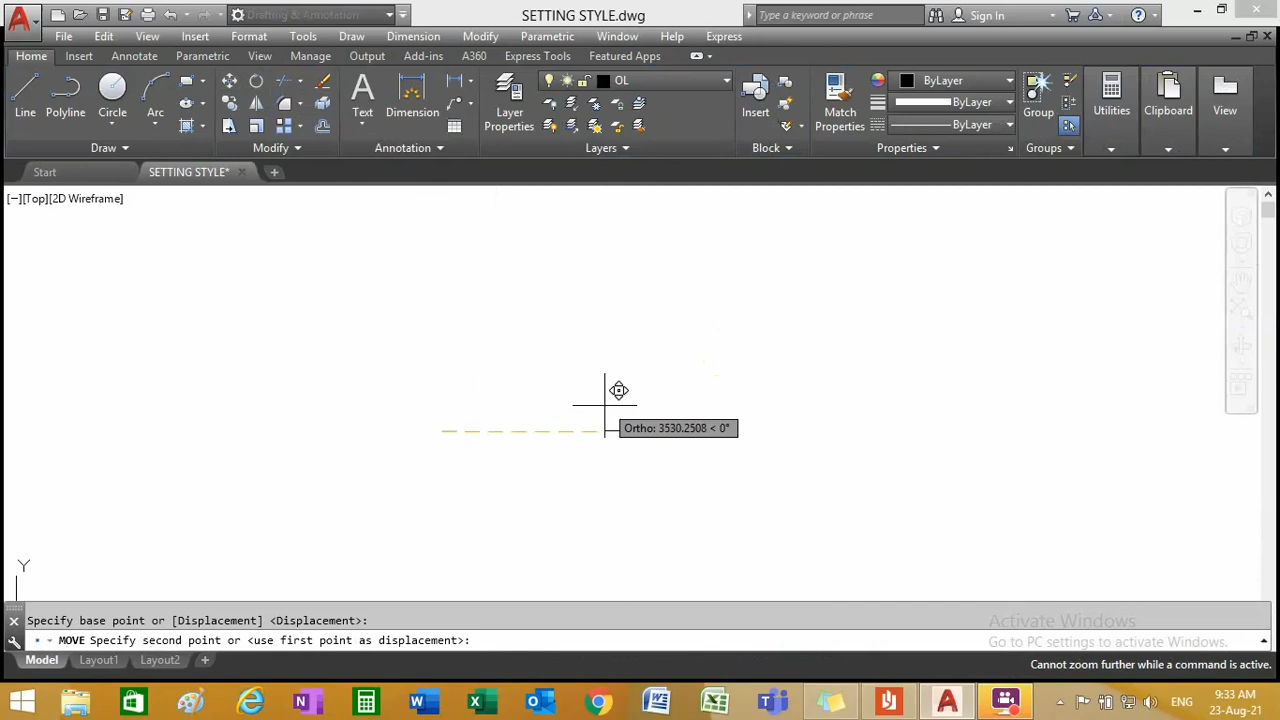 Drafting & Annotation
SETTING STYLE.dwg
Type a keyword or phrase
Sign In
File Edit View Insert Format Tools Draw Dimension Modify Parametric Window Help Express
Home Insert Annotate Parametric View Manage Output Add-ins A360 Express Tools Featured Apps
OL
ByLayer
ByLayer
ByLayer
Line Polyline Circle Arc Text Dimension Layer Properties Insert Match Properties Group Utilities Clipboard View
Draw Modify Annotation Layers Block Properties Groups
Start SETTING STYLE*
[−][Top][2D Wireframe]
Ortho: 3530.2508 < 0°
Y
Specify base point or [Displacement] <Displacement>:
MOVE Specify second point or <use first point as displacement>:
Activate Windows
Go to PC settings to activate Windows.
Model Layout1 Layout2 +
Cannot zoom further while a command is active.
ENG
9:33 AM
23-Aug-21